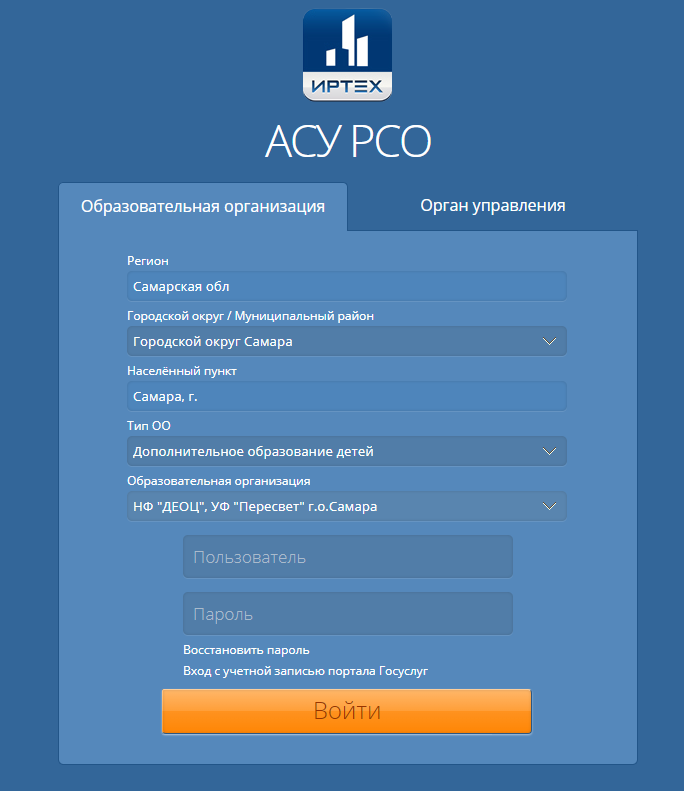 ИРТЕХ
АСУ РСО
Образовательная организация
Орган управления
Регион
Самарская обл
Городской округ / Муниципальный район
Городской округ Самара
Населённый пункт
Самара, г.
Тип ОО
Дополнительное образование детей
Образовательная организация
НФ "ДЕОЦ", УФ "Пересвет" г.о.Самара
Пользователь
Пароль
Восстановить пароль
Вход с учетной записью портала Госуслуг
Войти